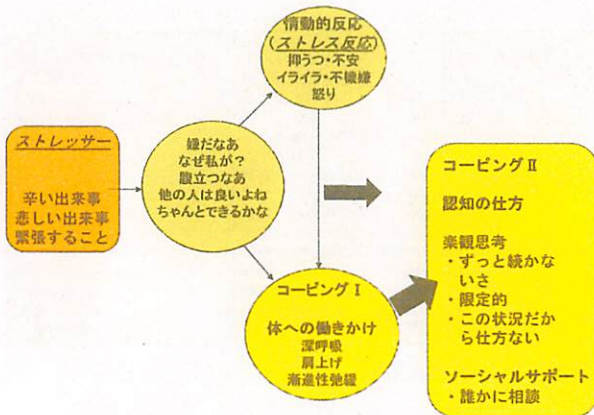 情動的反応
(ストレス反応)
抑うつ・不安
イライラ・不機嫌
怒り
ストレッサー
辛い出来事
悲しい出来事
緊張すること
嫌だなあ
なぜ私が？
腹立つなあ
他の人は良いよね
ちゃんとできるかな
コーピングⅠ
体への働きかけ
深呼吸
肩上げ
漸進性弛緩
コーピングⅡ
認知の仕方
楽観思考
・ずっと続かな
いさ
・限定的
・この状況だか
ら仕方ない
ソーシャルサポート
・誰かに相談